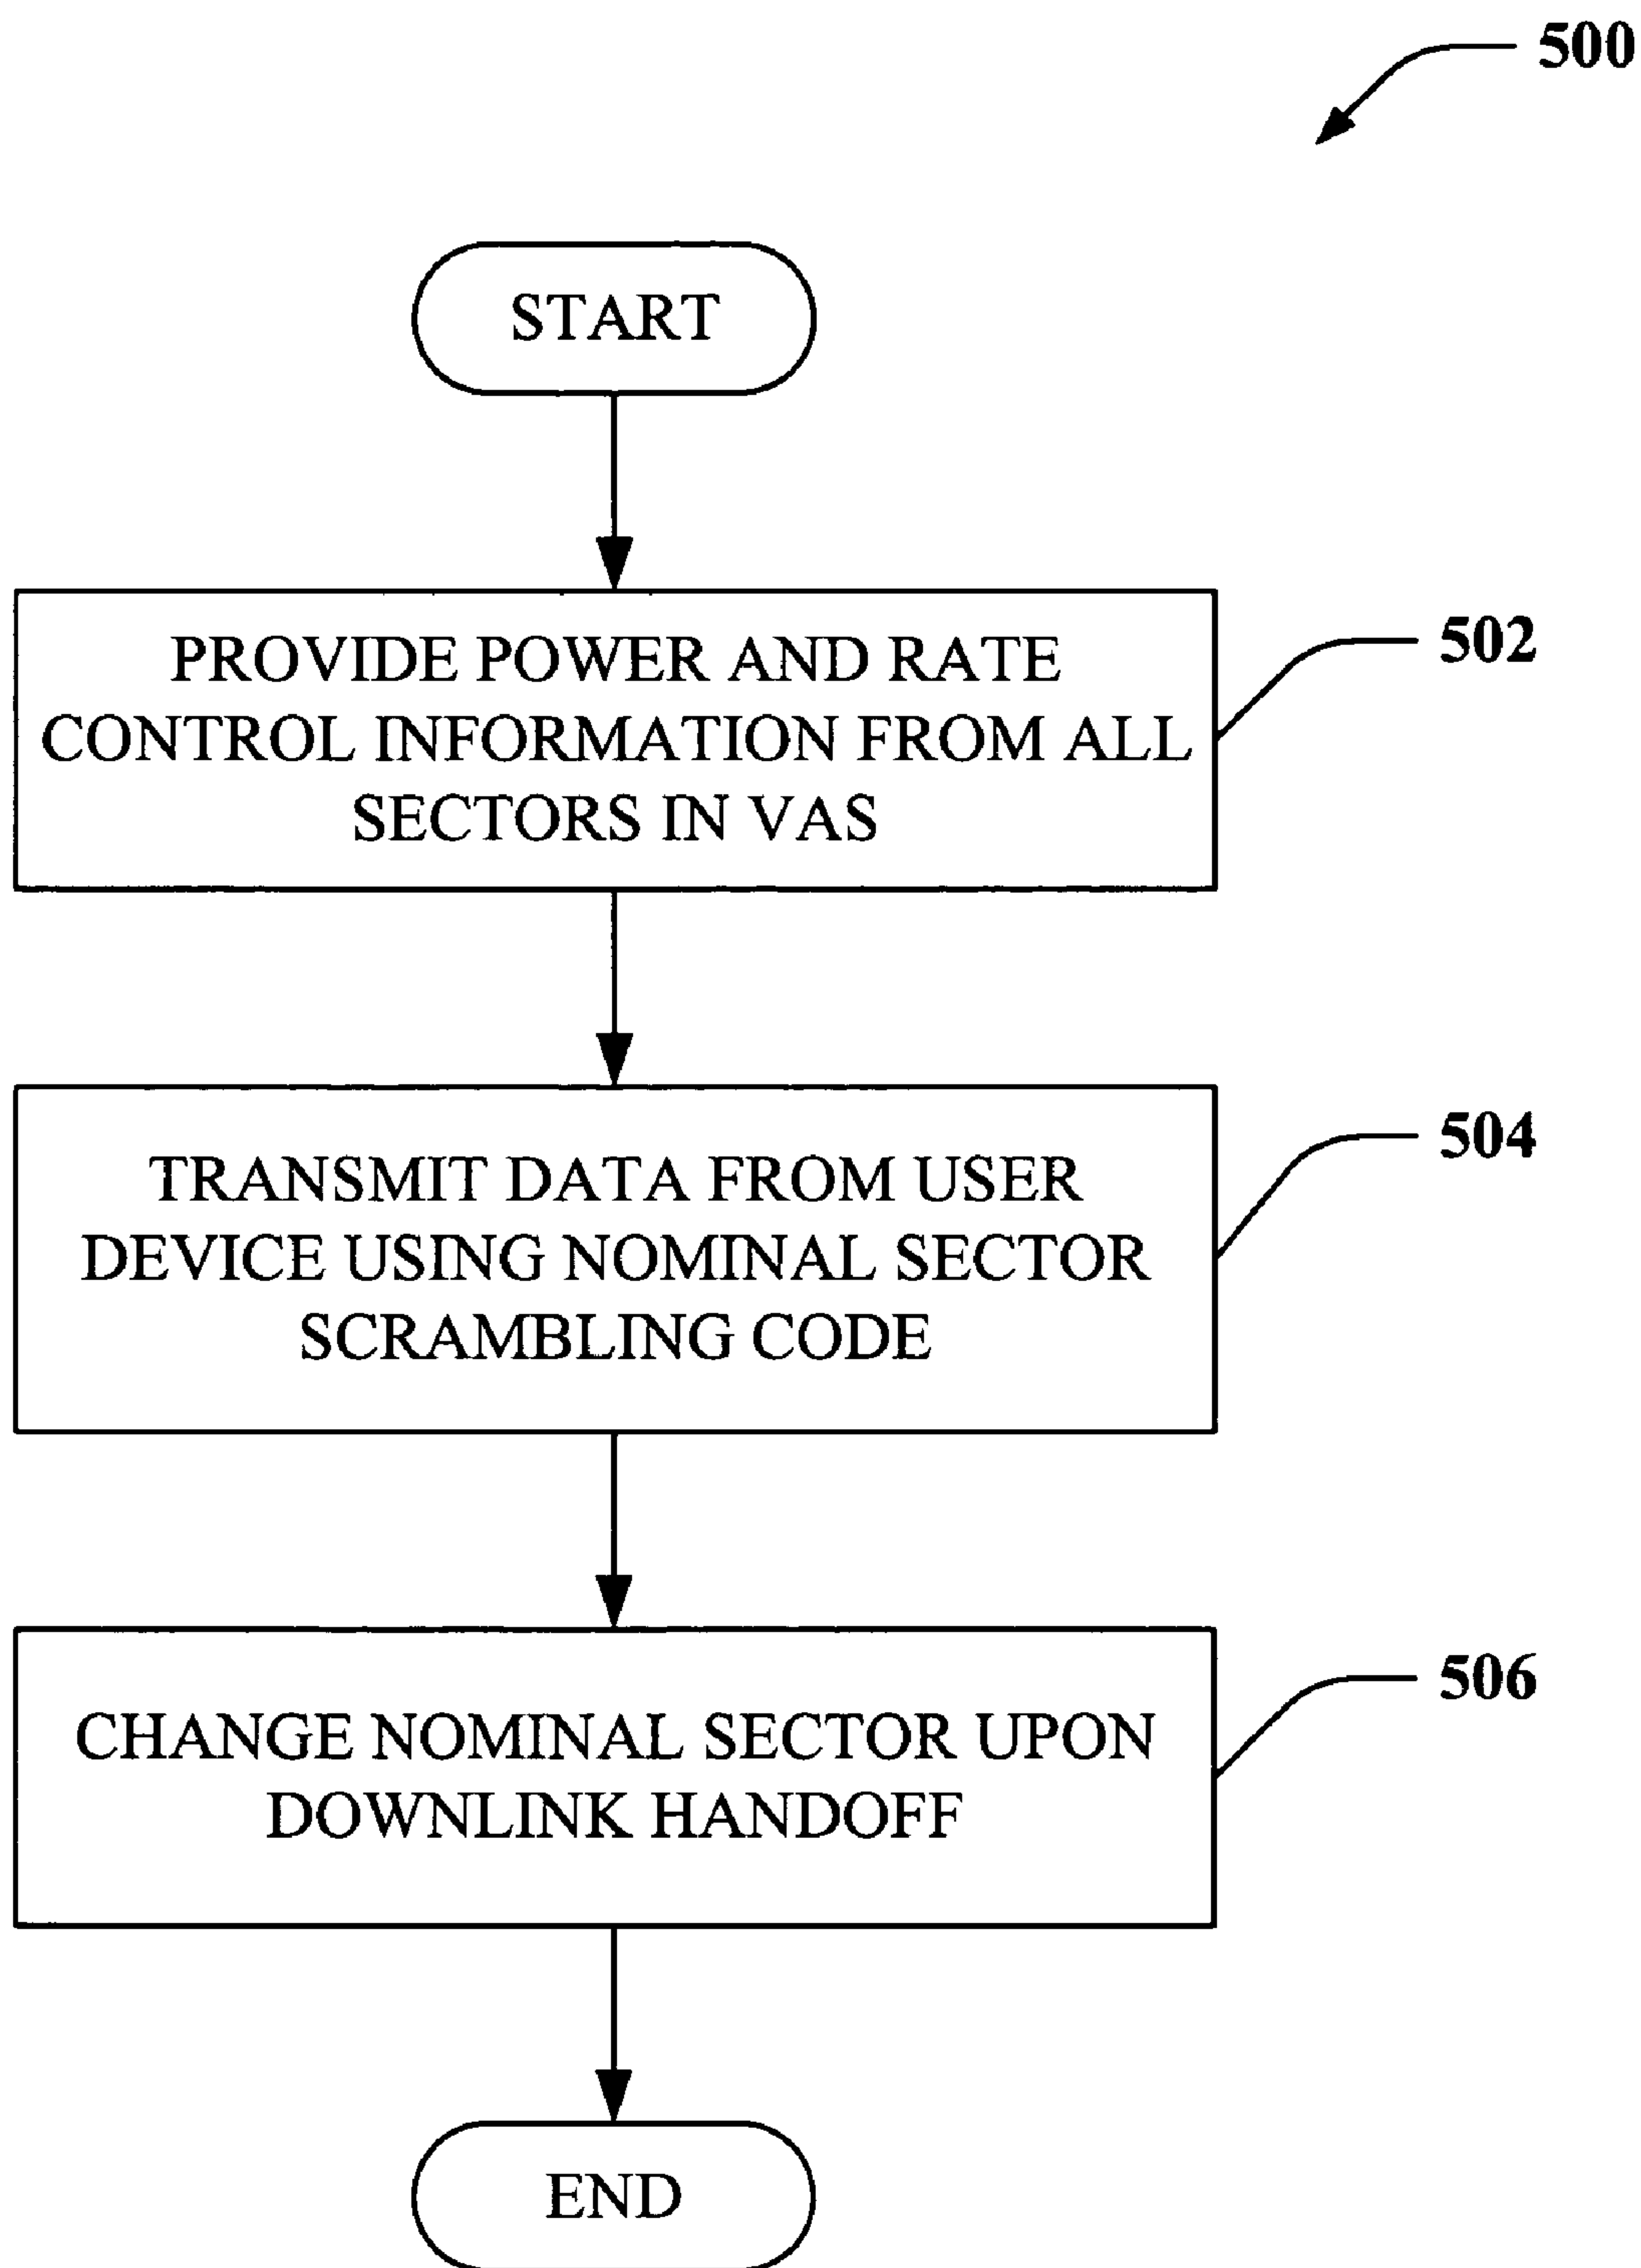 500
START
PROVIDE POWER AND RATE
CONTROL INFORMATION FROM ALL
SECTORS IN VAS
502
TRANSMIT DATA FROM USER
DEVICE USING NOMINAL SECTOR
SCRAMBLING CODE
504
CHANGE NOMINAL SECTOR UPON
DOWNLINK HANDOFF
506
END